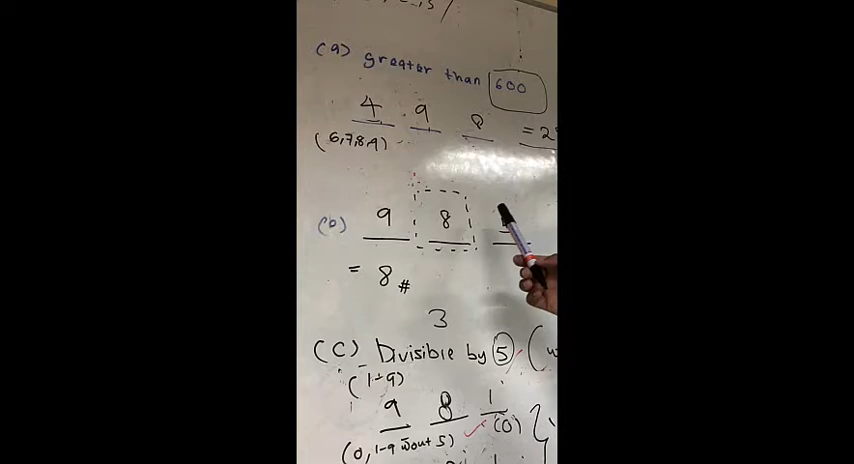 (a) greater than 600
4 9 8 = 2
(6,7,8,9)
(b) 9 8
= 8 #
3
(C) Divisible by 5 (w
(1-9)
9 8 1
(0, 1-9 wout 5) (0)